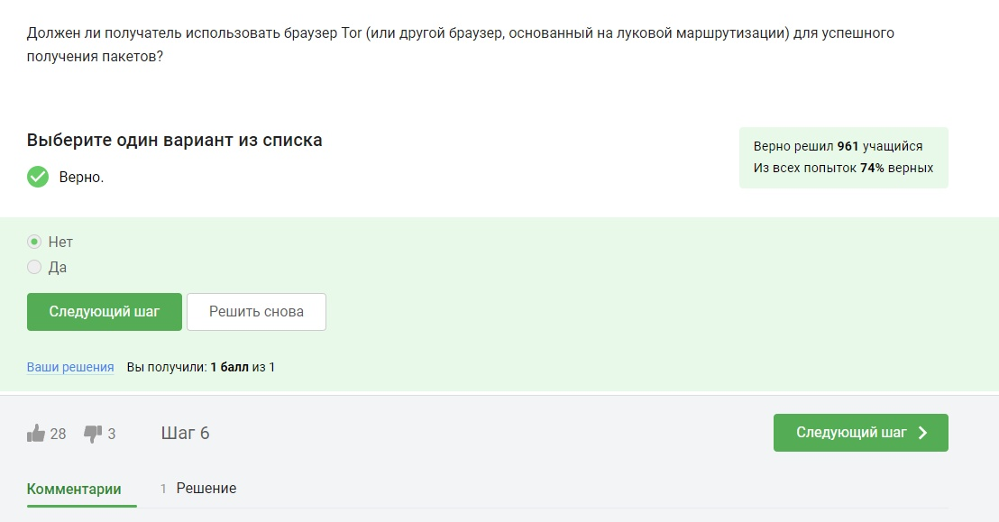 Должен ли получатель использовать браузер Tor (или другой браузер, основанный на луковой маршрутизации) для успешного
получения пакетов?
Выберите один вариант из списка
Верно.
Верно решил 961 учащийся
Из всех попыток 74% верных
Нет
Да
Следующий шаг
Решить снова
Ваши решения Вы получили: 1 балл из 1
28
3
Шаг 6
Следующий шаг
Комментарии
1 Решение